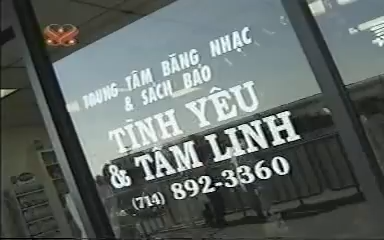 TRUNG TÂM BĂNG NHẠC
& SÁCH BÁO
TÌNH YÊU
& TÂM LINH
(714) 892-3360